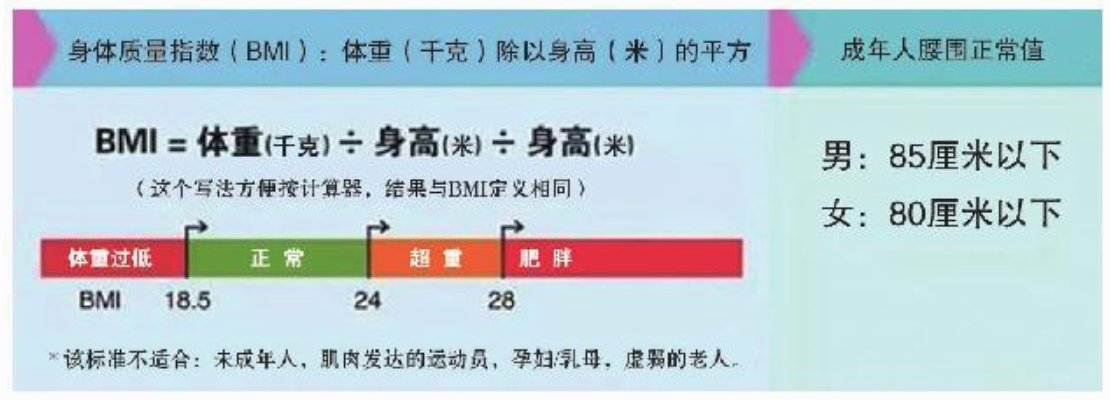 身体质量指数（BMI）：体重（千克）除以身高（米）的平方
成年人腰围正常值
BMI = 体重(千克) ÷ 身高(米) ÷ 身高(米)
（这个写法方便按计算器，结果与BMI定义相同）
男：85厘米以下
女：80厘米以下
体重过低 正常 超重 肥胖
BMI 18.5 24 28
*该标准不适合：未成年人，肌肉发达的运动员，孕妇/乳母，虚弱的老人。